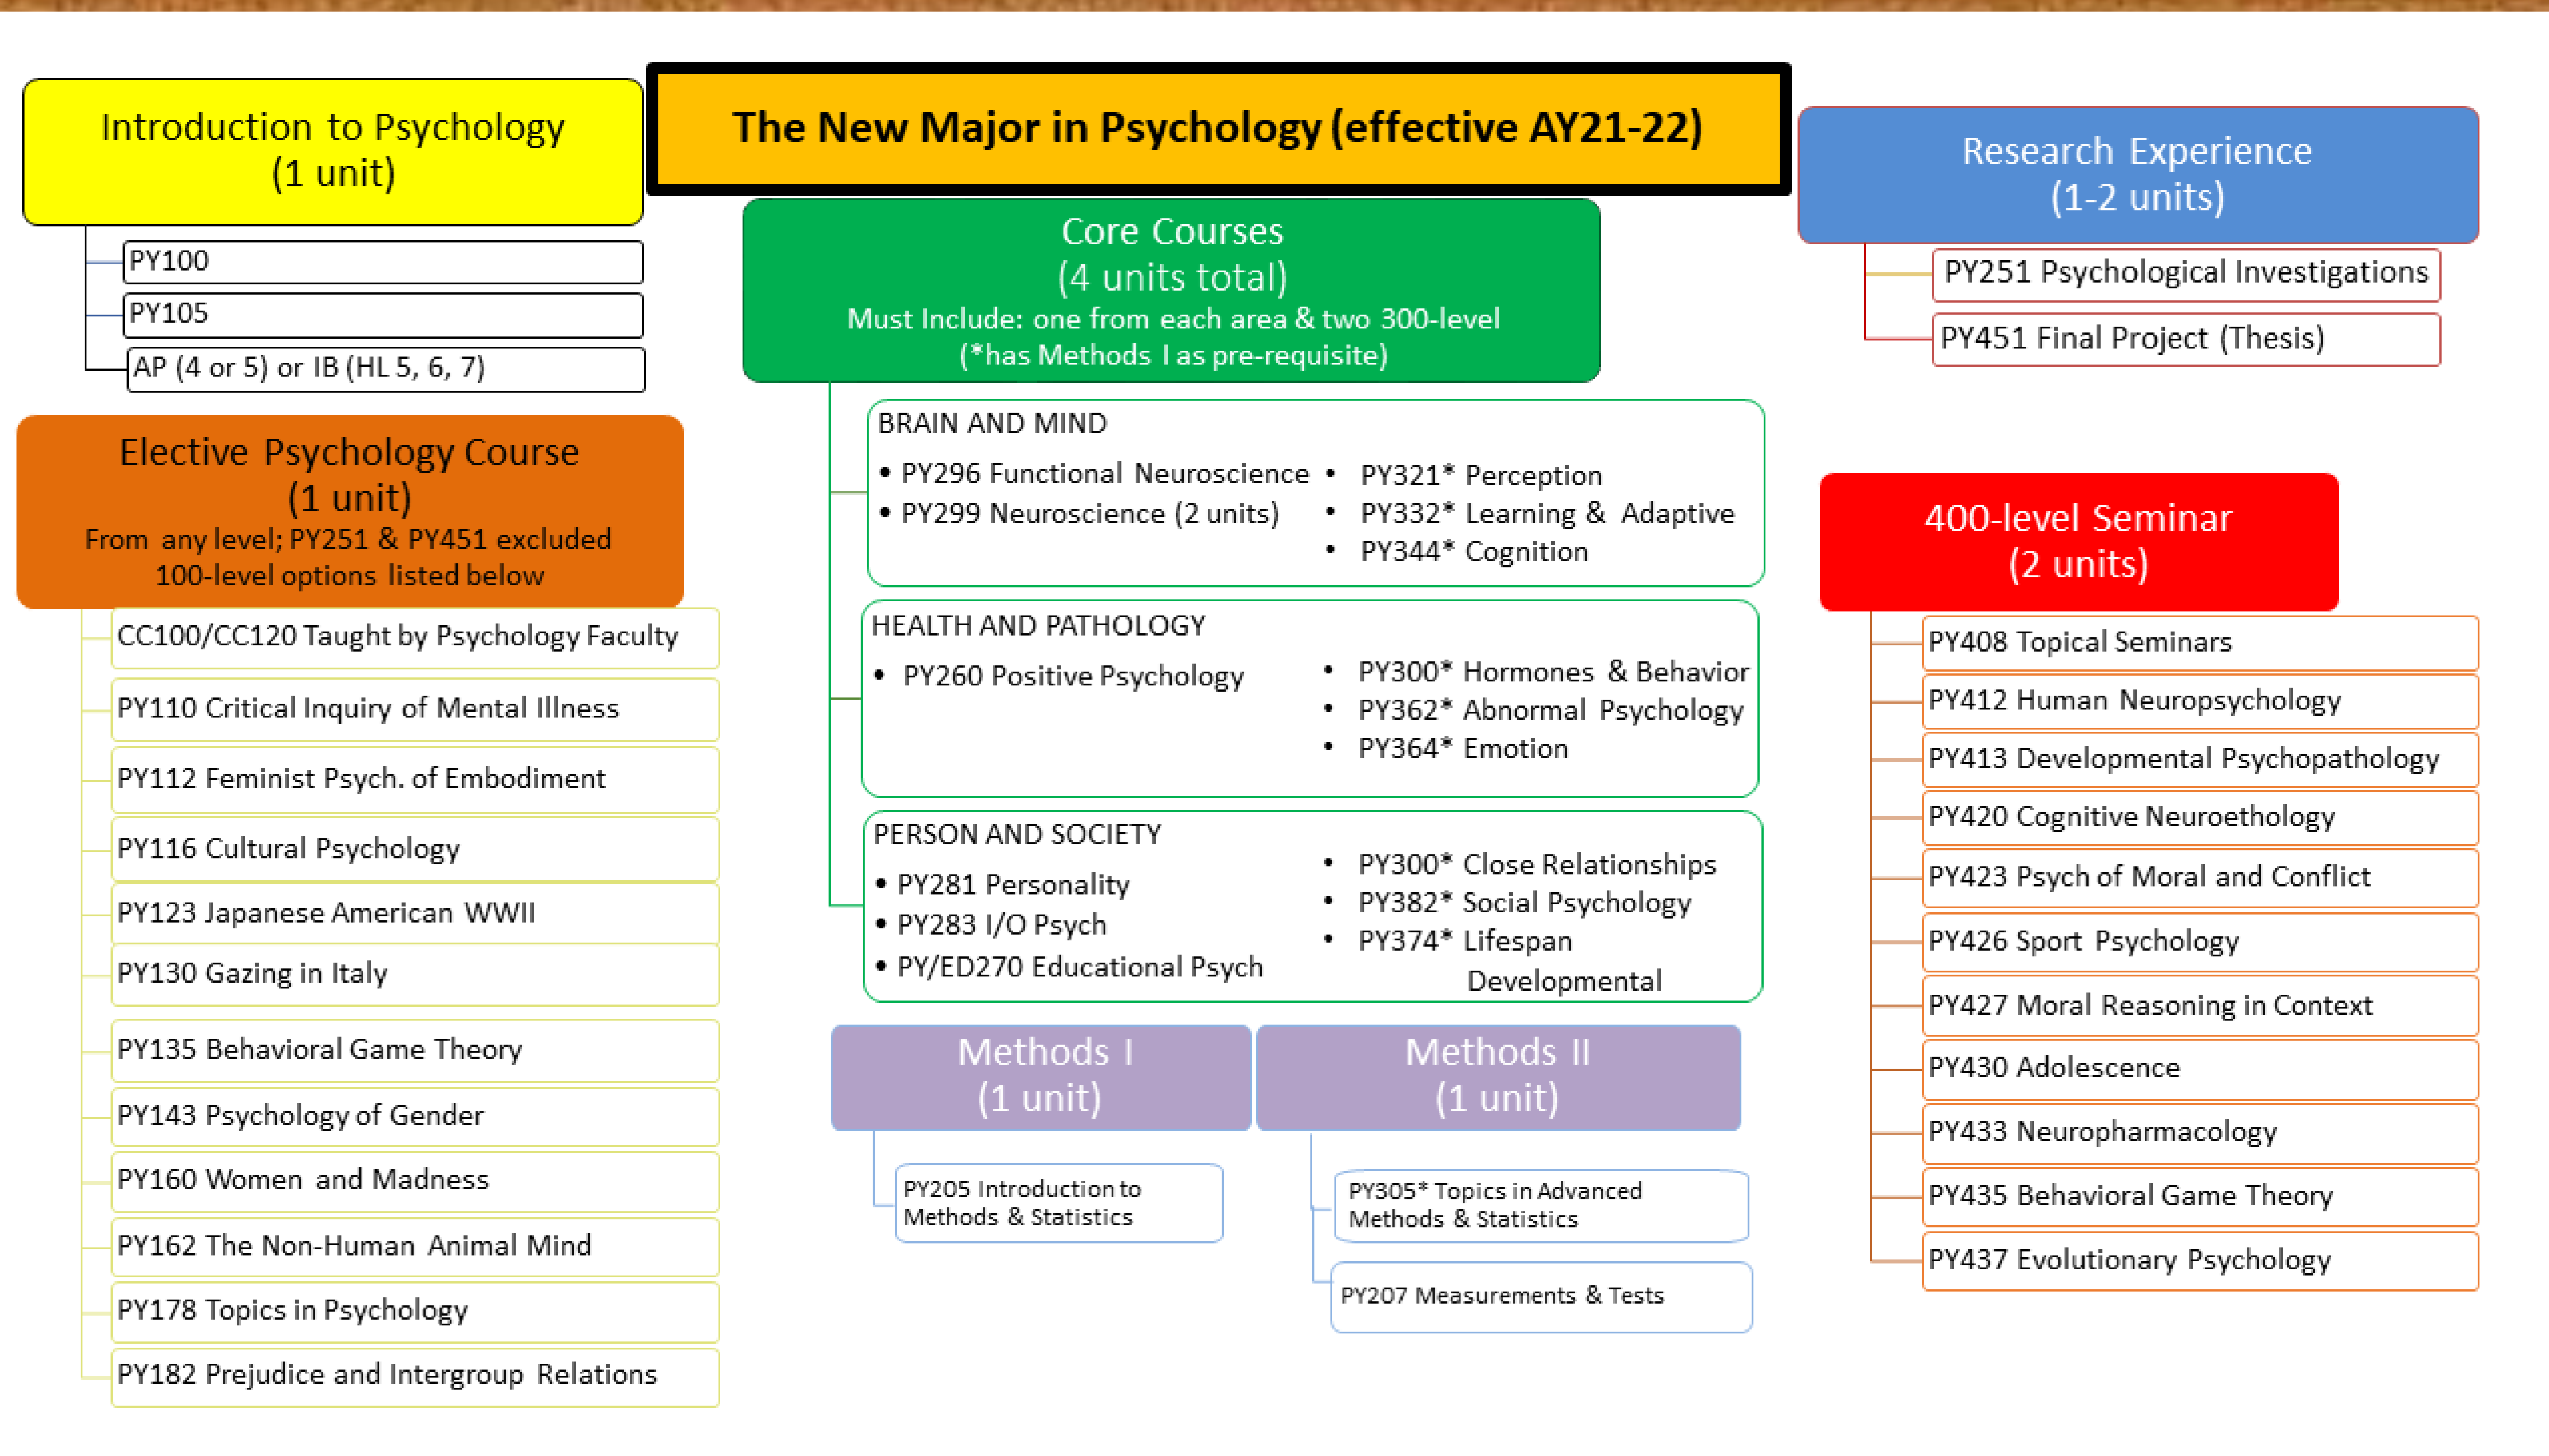 The New Major in Psychology (effective AY21-22)
Introduction to Psychology
(1 unit)
PY100
PY105
AP (4 or 5) or IB (HL 5, 6, 7)
Elective Psychology Course
(1 unit)
From any level; PY251 & PY451 excluded
100-level options listed below
CC100/CC120 Taught by Psychology Faculty
PY110 Critical Inquiry of Mental Illness
PY112 Feminist Psych. of Embodiment
PY116 Cultural Psychology
PY123 Japanese American WWII
PY130 Gazing in Italy
PY135 Behavioral Game Theory
PY143 Psychology of Gender
PY160 Women and Madness
PY162 The Non-Human Animal Mind
PY178 Topics in Psychology
PY182 Prejudice and Intergroup Relations
Core Courses
(4 units total)
Must Include: one from each area & two 300-level
(*has Methods I as pre-requisite)
BRAIN AND MIND
• PY296 Functional Neuroscience
• PY299 Neuroscience (2 units)
• PY321* Perception
• PY332* Learning & Adaptive
• PY344* Cognition
HEALTH AND PATHOLOGY
• PY260 Positive Psychology
• PY300* Hormones & Behavior
• PY362* Abnormal Psychology
• PY364* Emotion
PERSON AND SOCIETY
• PY281 Personality
• PY283 I/O Psych
• PY/ED270 Educational Psych
• PY300* Close Relationships
• PY382* Social Psychology
• PY374* Lifespan
Developmental
Methods I
(1 unit)
PY205 Introduction to
Methods & Statistics
Methods II
(1 unit)
PY305* Topics in Advanced
Methods & Statistics
PY207 Measurements & Tests
Research Experience
(1-2 units)
PY251 Psychological Investigations
PY451 Final Project (Thesis)
400-level Seminar
(2 units)
PY408 Topical Seminars
PY412 Human Neuropsychology
PY413 Developmental Psychopathology
PY420 Cognitive Neuroethology
PY423 Psych of Moral and Conflict
PY426 Sport Psychology
PY427 Moral Reasoning in Context
PY430 Adolescence
PY433 Neuropharmacology
PY435 Behavioral Game Theory
PY437 Evolutionary Psychology